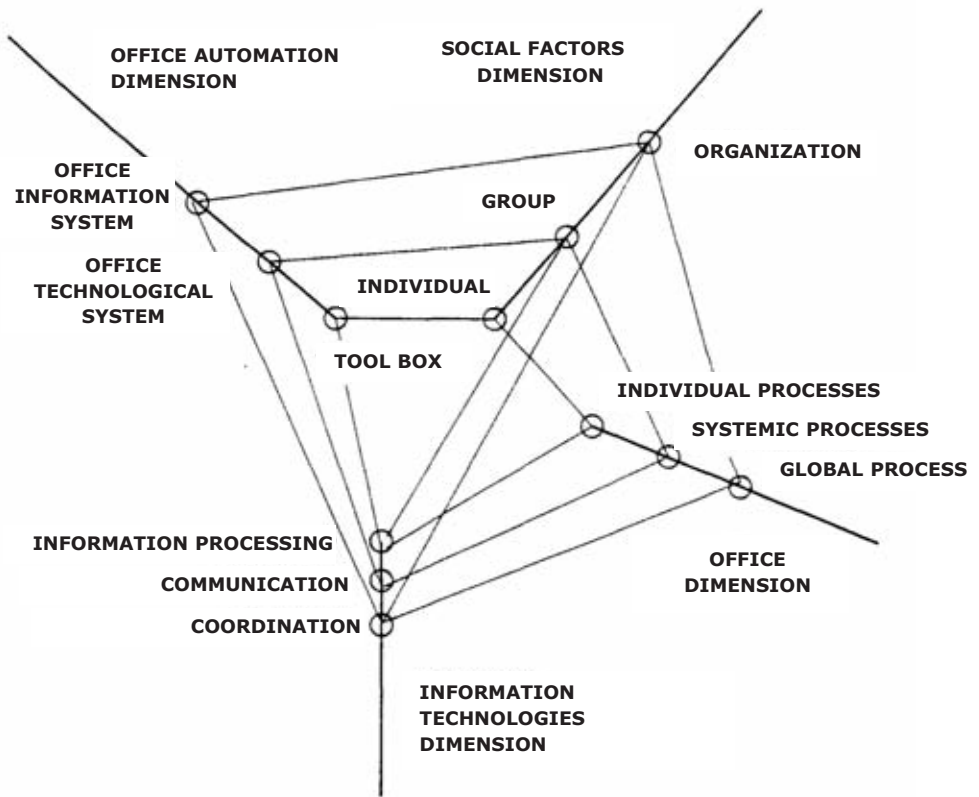 OFFICE AUTOMATION
DIMENSION
SOCIAL FACTORS
DIMENSION
ORGANIZATION
OFFICE
INFORMATION
SYSTEM
GROUP
OFFICE
TECHNOLOGICAL
SYSTEM
INDIVIDUAL
TOOL BOX
INDIVIDUAL PROCESSES
SYSTEMIC PROCESSES
GLOBAL PROCESS
INFORMATION PROCESSING
COMMUNICATION
COORDINATION
OFFICE
DIMENSION
INFORMATION
TECHNOLOGIES
DIMENSION